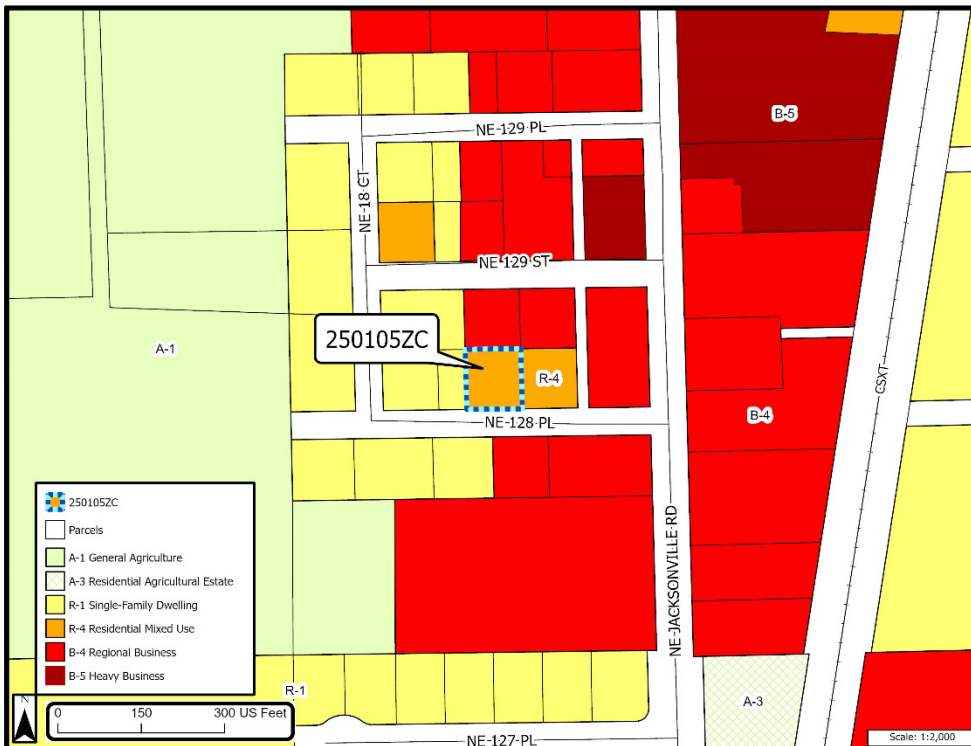 NE 129 PL
B-5
NE 18 CT
NE 129 ST
250105ZC
A-1
R-4
CSXT
B-4
NE 128 PL
NE JACKSONVILLE RD
250105ZC
Parcels
A-1 General Agriculture
A-3 Residential Agricultural Estate
R-1 Single-Family Dwelling
R-4 Residential Mixed Use
B-4 Regional Business
B-5 Heavy Business
R-1
A-3
N
0 150 300 US Feet
NE 127 PL
Scale: 1:2,000